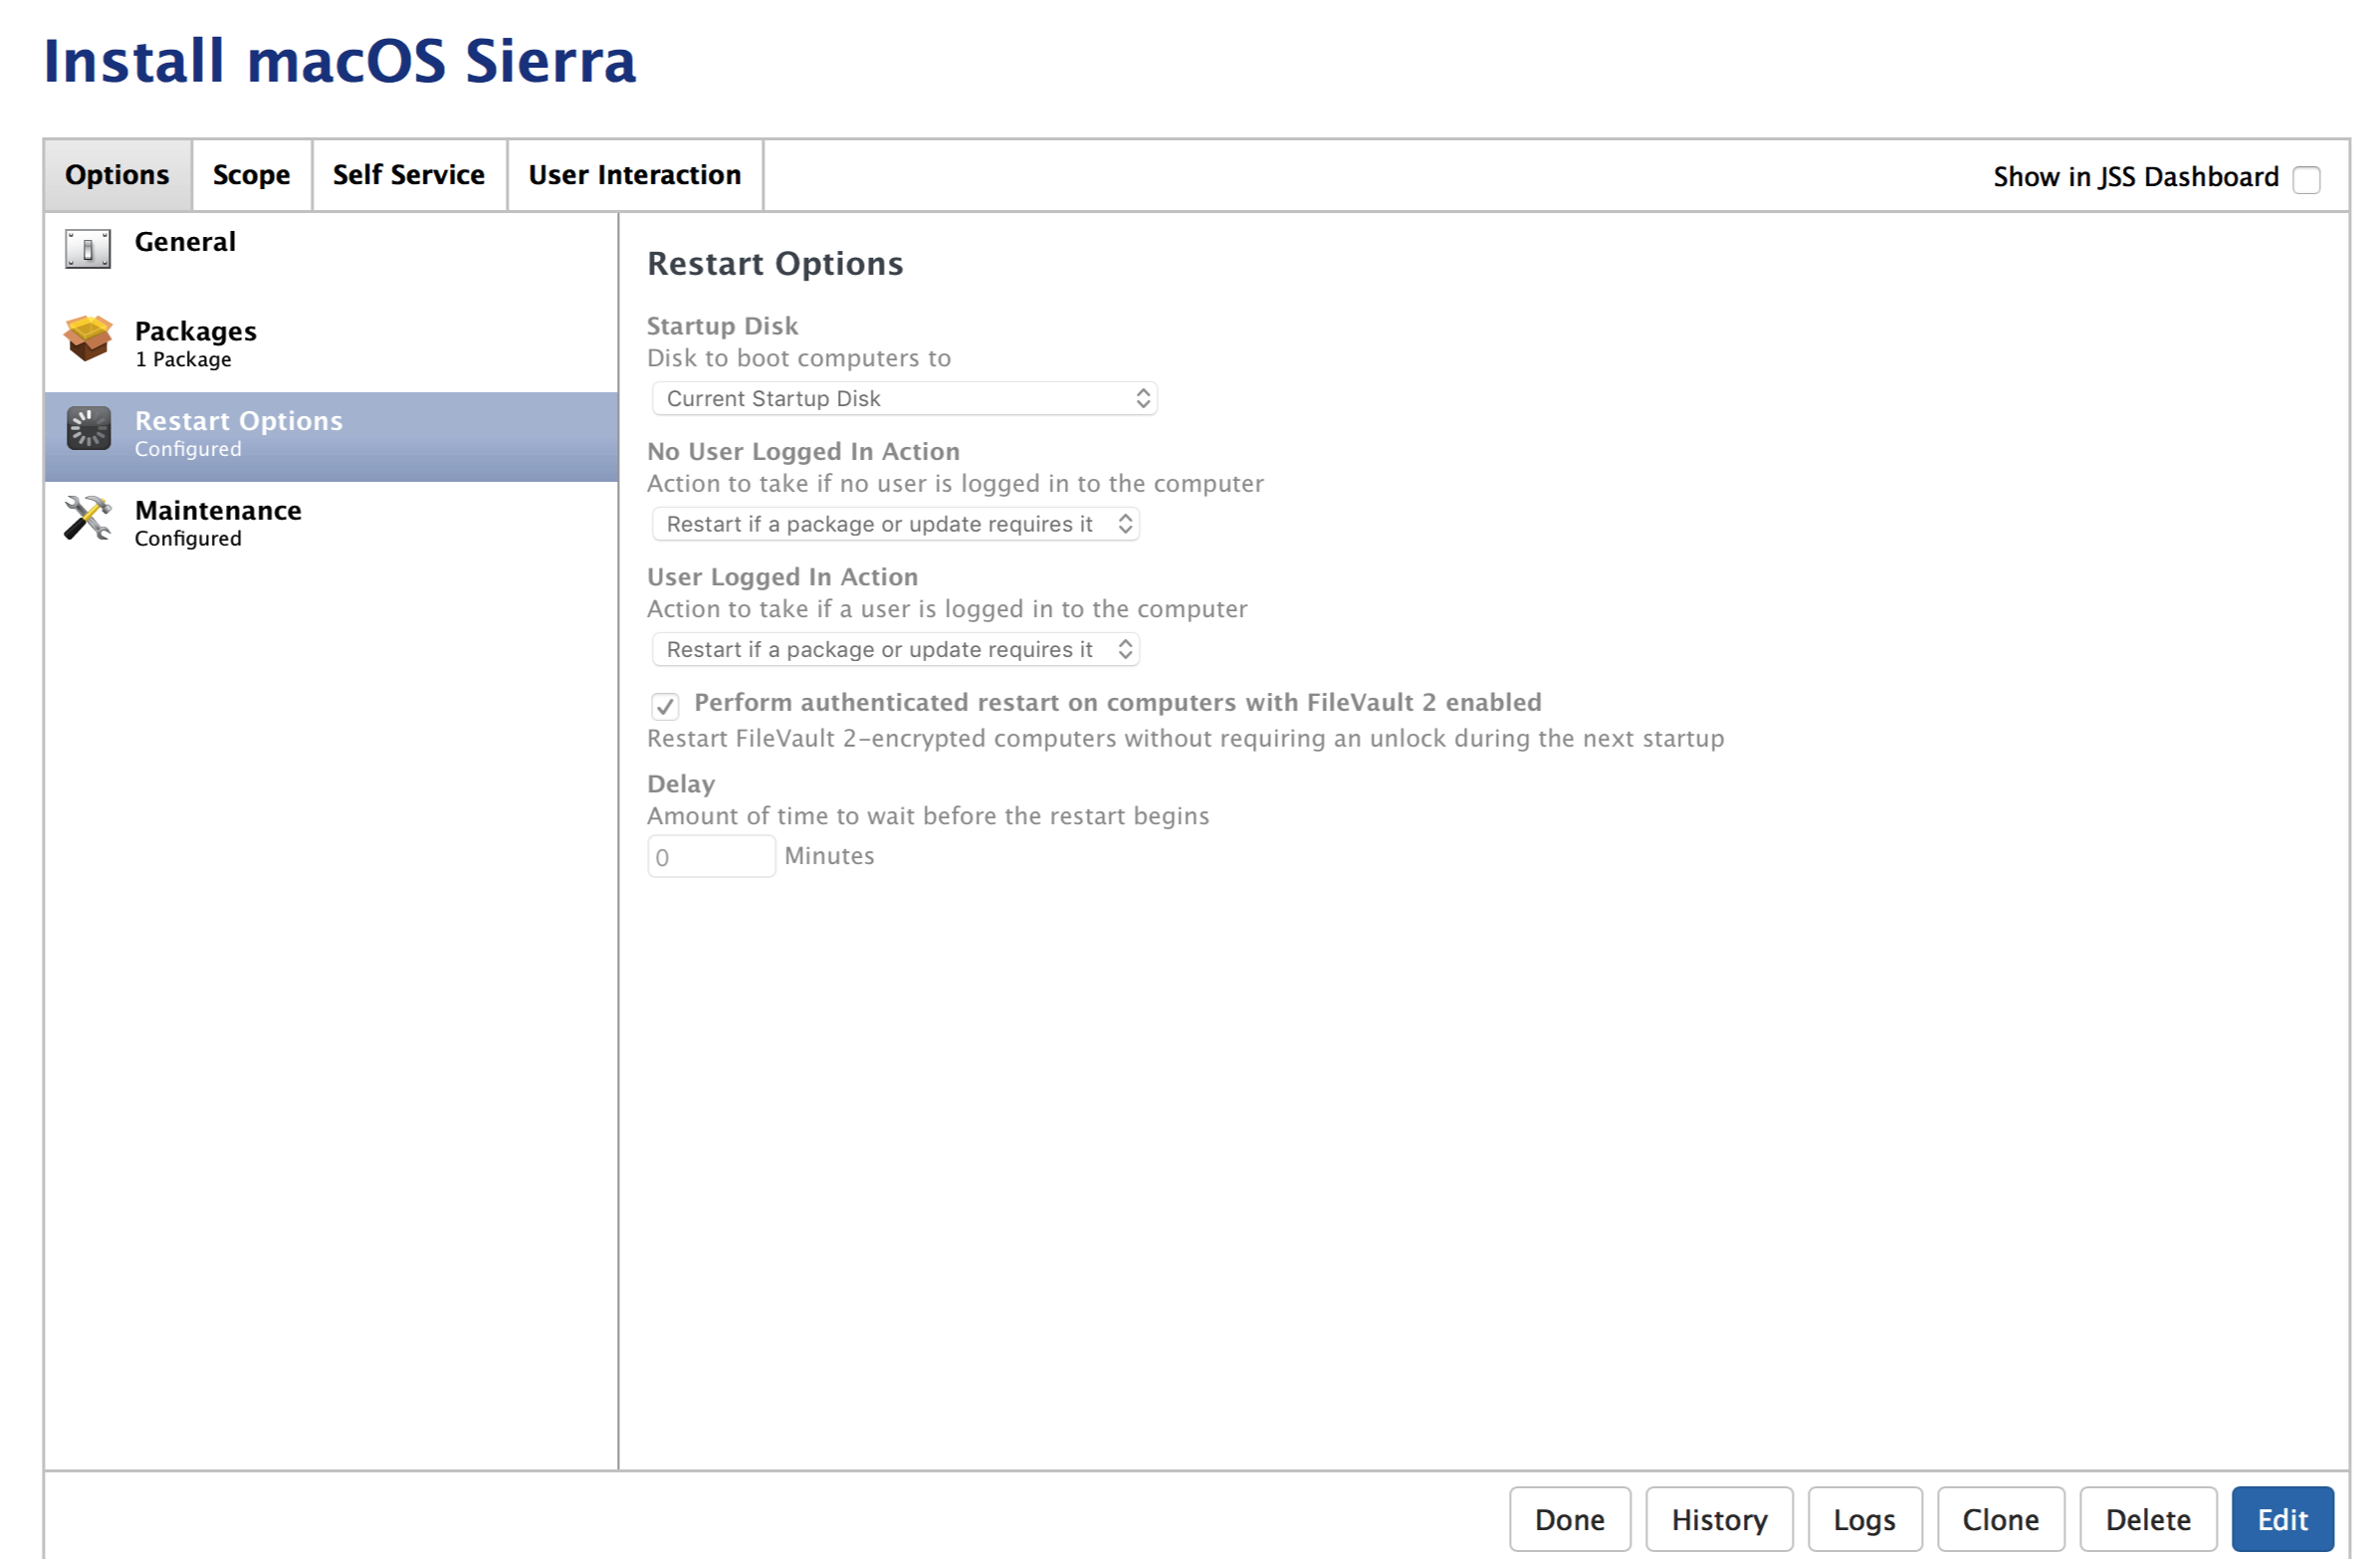 Install macOS Sierra
Options
Scope
Self Service
User Interaction
Show in JSS Dashboard
General
Packages
1 Package
Restart Options
Configured
Maintenance
Configured
Restart Options
Startup Disk
Disk to boot computers to
Current Startup Disk
No User Logged In Action
Action to take if no user is logged in to the computer
Restart if a package or update requires it
User Logged In Action
Action to take if a user is logged in to the computer
Restart if a package or update requires it
Perform authenticated restart on computers with FileVault 2 enabled
Restart FileVault 2-encrypted computers without requiring an unlock during the next startup
Delay
Amount of time to wait before the restart begins
0 Minutes
Done
History
Logs
Clone
Delete
Edit